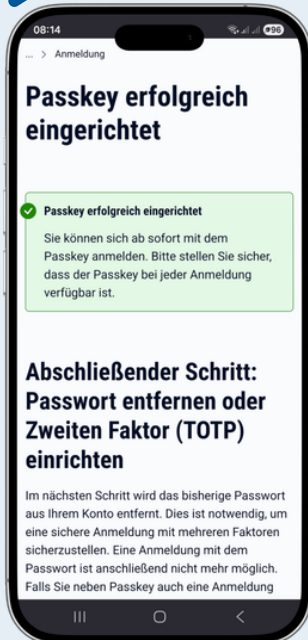 08:14
96
... > Anmeldung
Passkey erfolgreich
eingerichtet
Passkey erfolgreich eingerichtet
Sie können sich ab sofort mit dem
Passkey anmelden. Bitte stellen Sie sicher,
dass der Passkey bei jeder Anmeldung
verfügbar ist.
Abschließender Schritt:
Passwort entfernen oder
Zweiten Faktor (TOTP)
einrichten
Im nächsten Schritt wird das bisherige Passwort
aus Ihrem Konto entfernt. Dies ist notwendig, um
eine sichere Anmeldung mit mehreren Faktoren
sicherzustellen. Eine Anmeldung mit dem
Passwort ist anschließend nicht mehr möglich.
Falls Sie neben Passkey auch eine Anmeldung